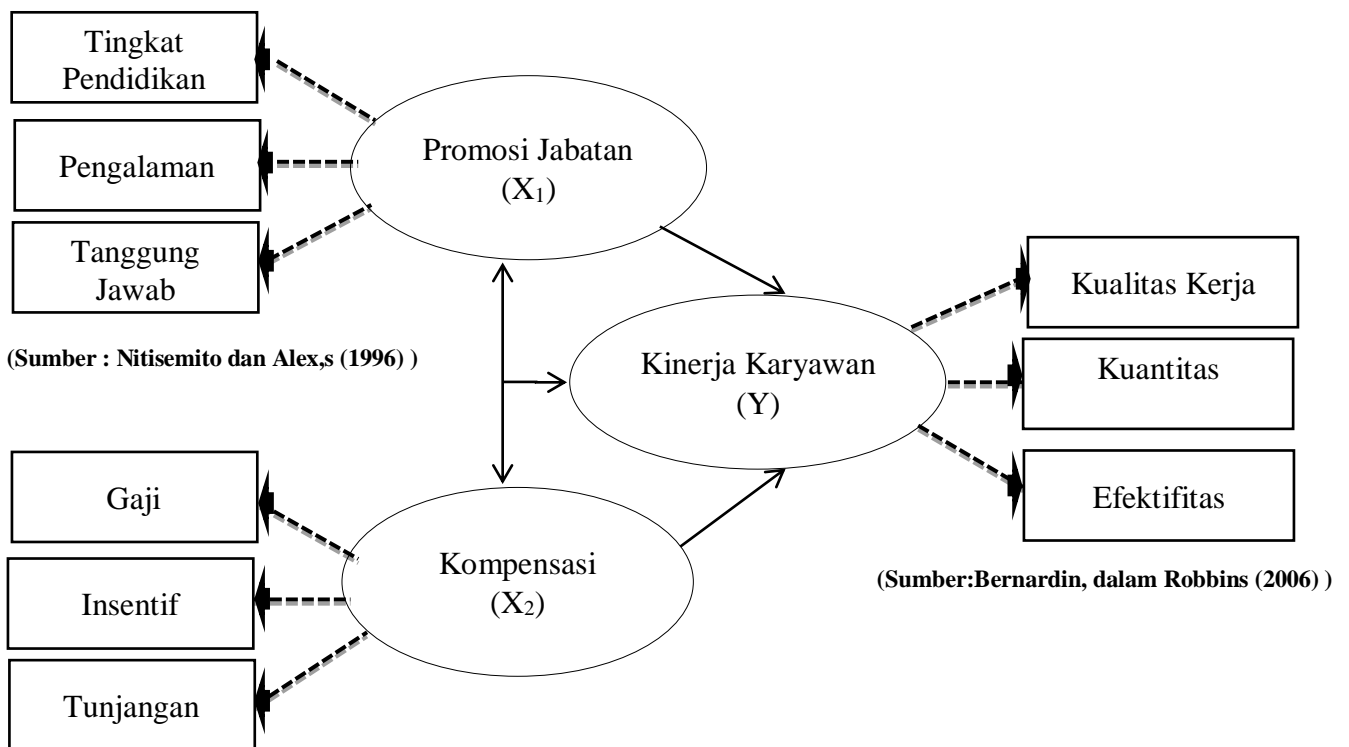 Tingkat
Pendidikan
Pengalaman
Tanggung
Jawab
(Sumber : Nitisemito dan Alex,s (1996) )
Promosi Jabatan
(X₁)
Kinerja Karyawan
(Y)
Kualitas Kerja
Kuantitas
Efektifitas
(Sumber:Bernardin, dalam Robbins (2006) )
Gaji
Insentif
Tunjangan
Kompensasi
(X₂)